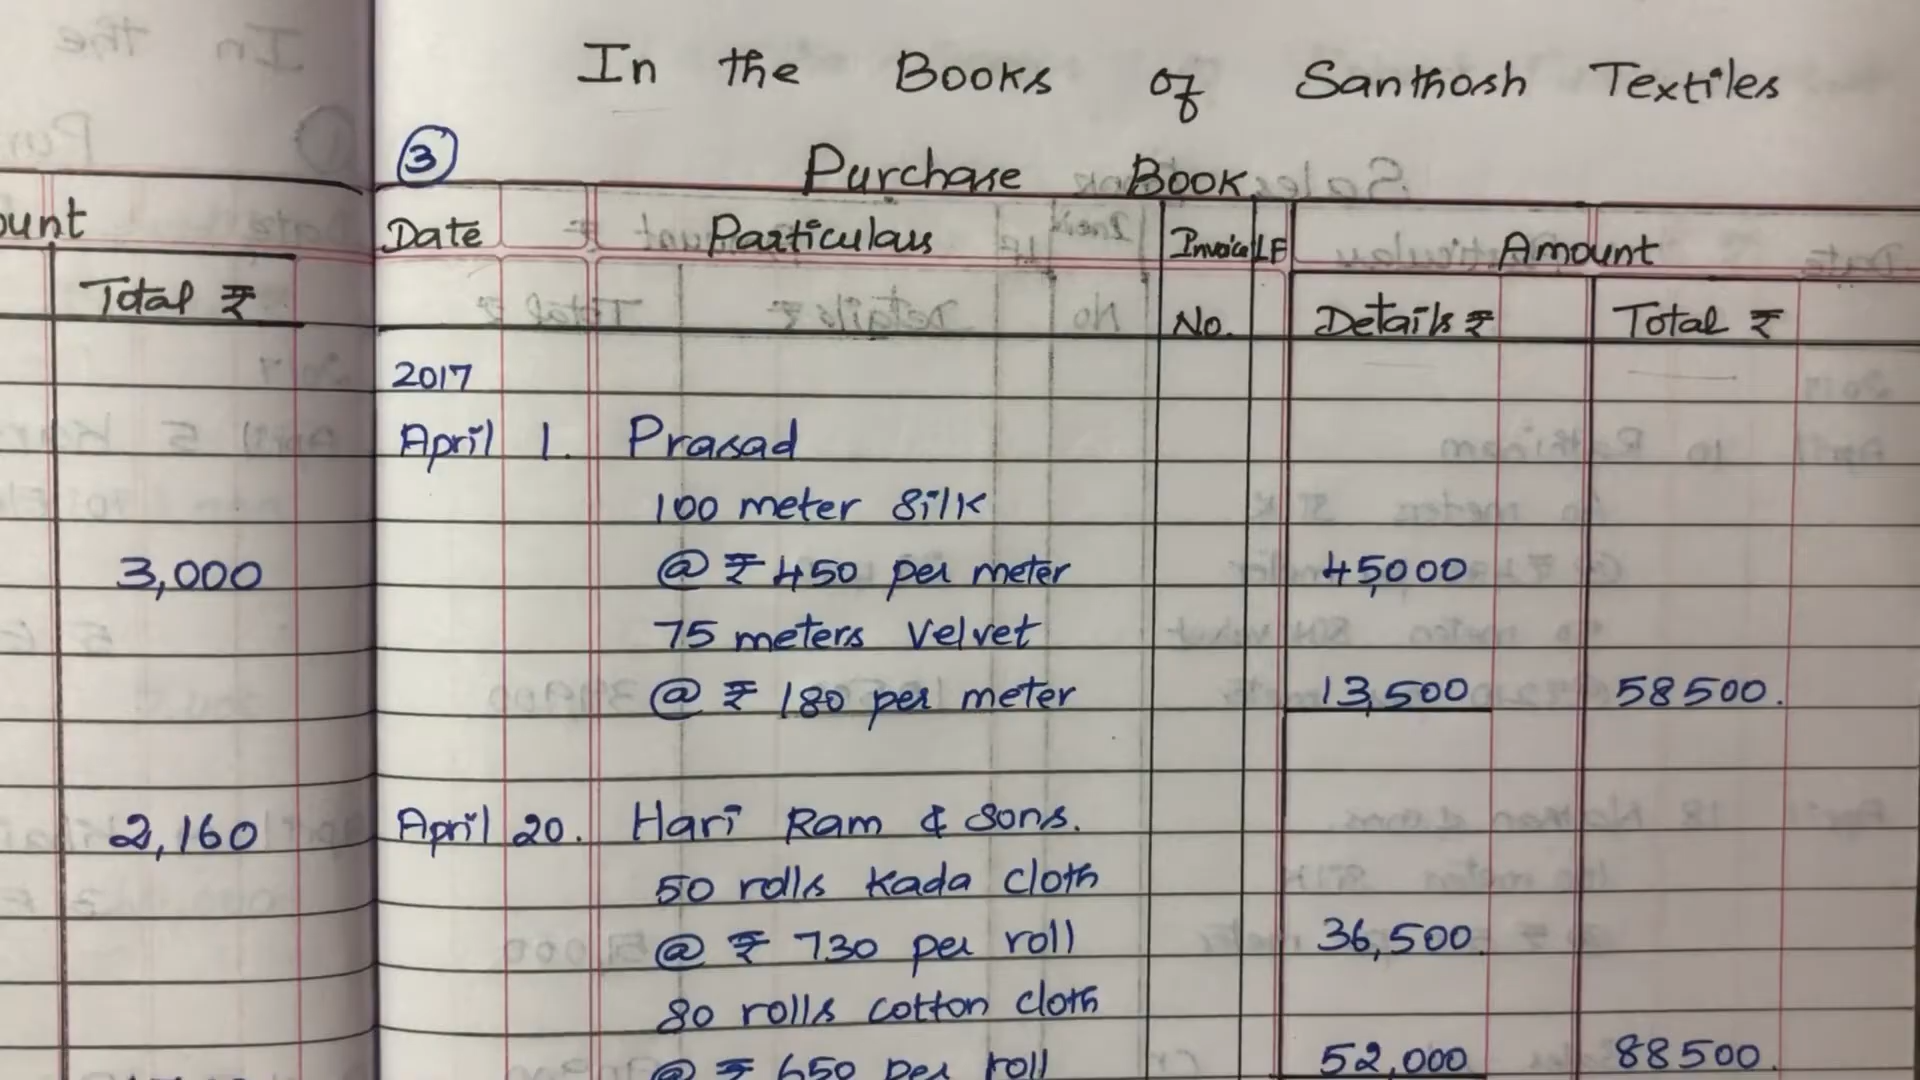 In the Books of Santhosh Textiles
3
Purchase Book
Date Particulars Invoice No. LF Amount
Details ₹ Total ₹
2017
April 1. Prasad
100 meter Silk
@ ₹ 450 per meter 45000
75 meters Velvet
@ ₹ 180 per meter 13,500 58500.
April 20. Hari Ram & Sons.
50 rolls Kada cloth
@ ₹ 730 per roll 36,500
80 rolls cotton cloth
@ ₹ 650 per roll 52,000 88500.
Total ₹
3,000
2,160